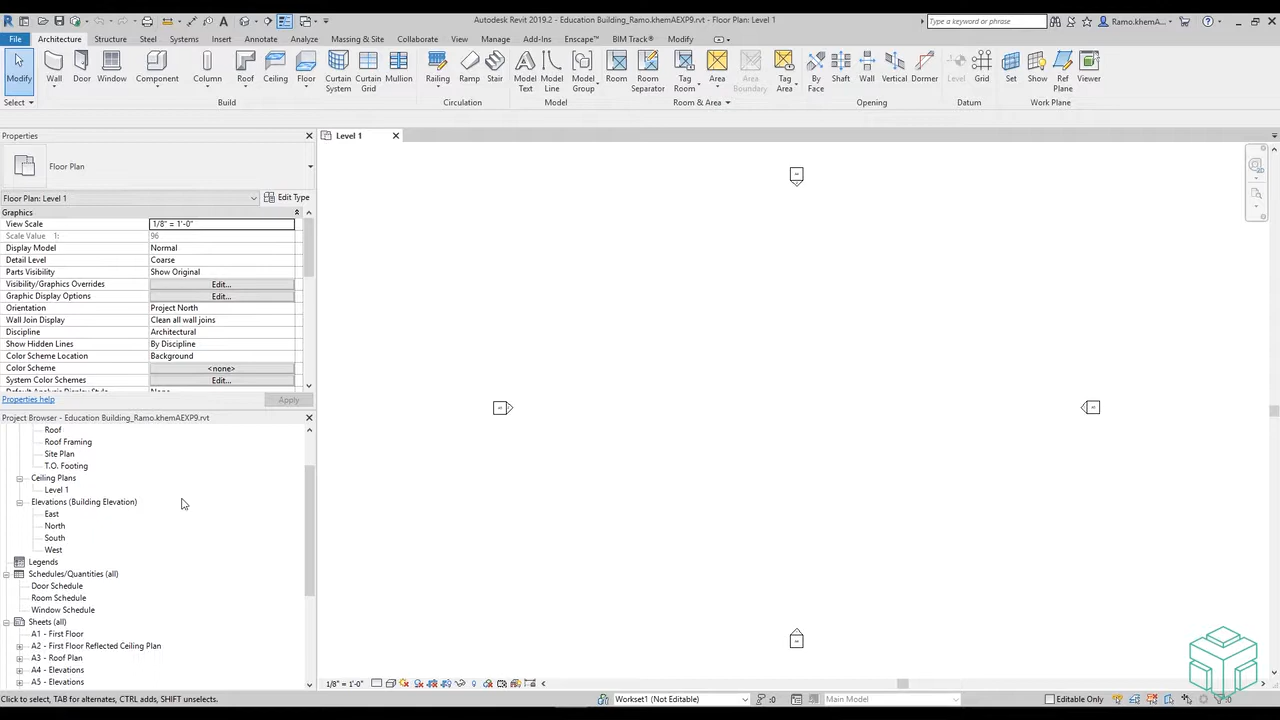 Autodesk Revit 2019.2 - Education Building_Ramo.khemAEXP9.rvt - Floor Plan: Level 1
Type a keyword or phrase
Ramo.khemA...
File Architecture Structure Steel Systems Insert Annotate Analyze Massing & Site Collaborate View Manage Add-Ins Enscape™ BIM Track® Modify
Modify Wall Door Window Component Column Roof Ceiling Floor Curtain System Curtain Grid Mullion Railing Ramp Stair Model Text Model Line Model Group Room Room Separator Tag Room Area Area Boundary Tag Area By Face Shaft Wall Vertical Dormer Level Grid Set Show Ref Plane Viewer
Select Build Circulation Model Room & Area Opening Datum Work Plane
Properties
Level 1
Floor Plan
Floor Plan: Level 1
Edit Type
Graphics
View Scale 1/8" = 1'-0"
Scale Value 1: 96
Display Model Normal
Detail Level Coarse
Parts Visibility Show Original
Visibility/Graphics Overrides Edit...
Graphic Display Options Edit...
Orientation Project North
Wall Join Display Clean all wall joins
Discipline Architectural
Show Hidden Lines By Discipline
Color Scheme Location Background
Color Scheme <none>
System Color Schemes Edit...
Default Analysis Display Style None
Properties help
Apply
Project Browser - Education Building_Ramo.khemAEXP9.rvt
Roof
Roof Framing
Site Plan
T.O. Footing
Ceiling Plans
Level 1
Elevations (Building Elevation)
East
North
South
West
Legends
Schedules/Quantities (all)
Door Schedule
Room Schedule
Window Schedule
Sheets (all)
A1 - First Floor
A2 - First Floor Reflected Ceiling Plan
A3 - Roof Plan
A4 - Elevations
A5 - Elevations
1/8" = 1'-0"
Click to select, TAB for alternates, CTRL adds, SHIFT unselects.
Workset1 (Not Editable)
:0
Main Model
Editable Only
:0